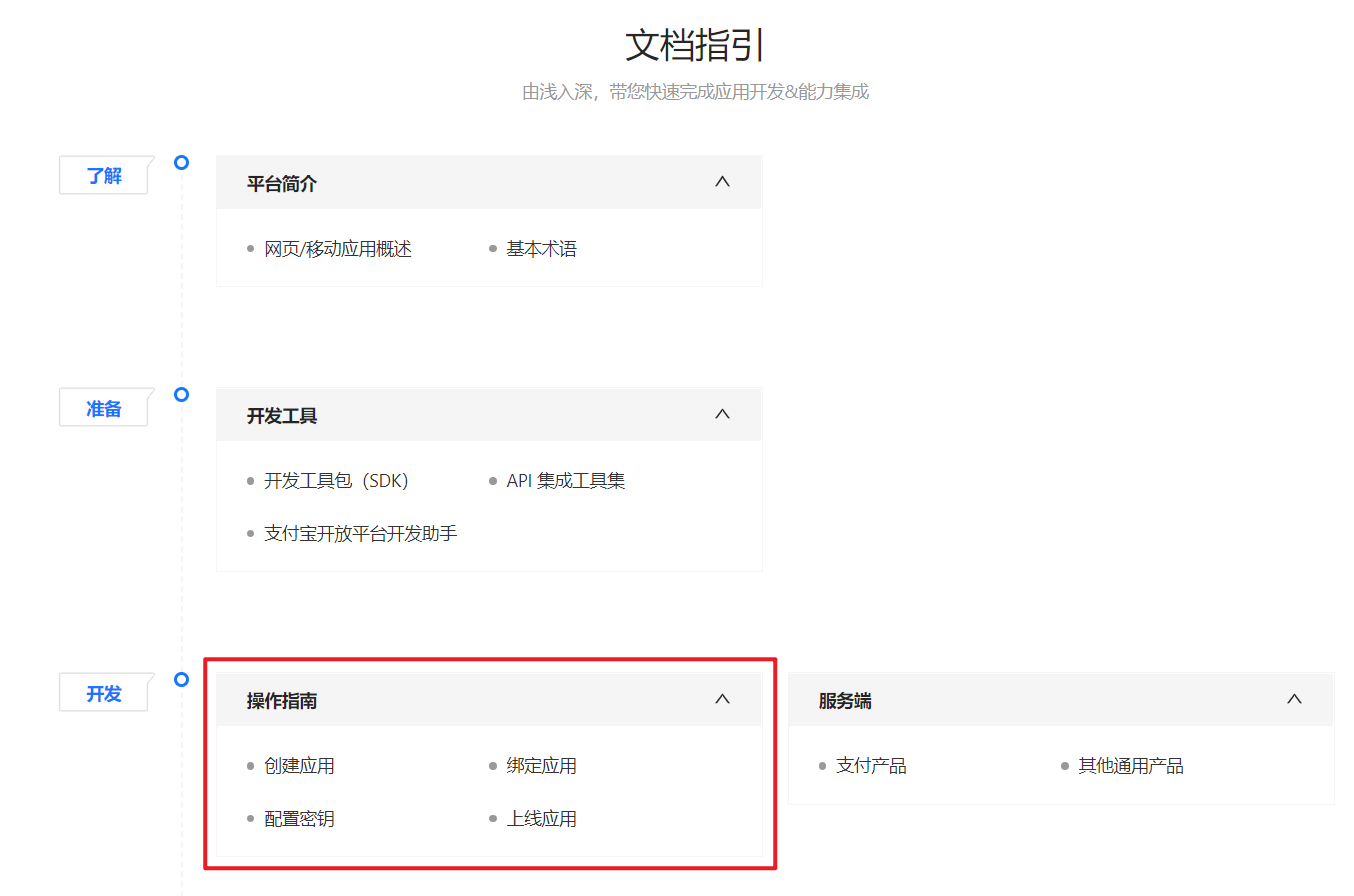 文档指引
由浅入深，带您快速完成应用开发&能力集成
了解
平台简介
网页/移动应用概述
基本术语
准备
开发工具
开发工具包（SDK）
API 集成工具集
支付宝开放平台开发助手
开发
操作指南
创建应用
绑定应用
配置密钥
上线应用
服务端
支付产品
其他通用产品